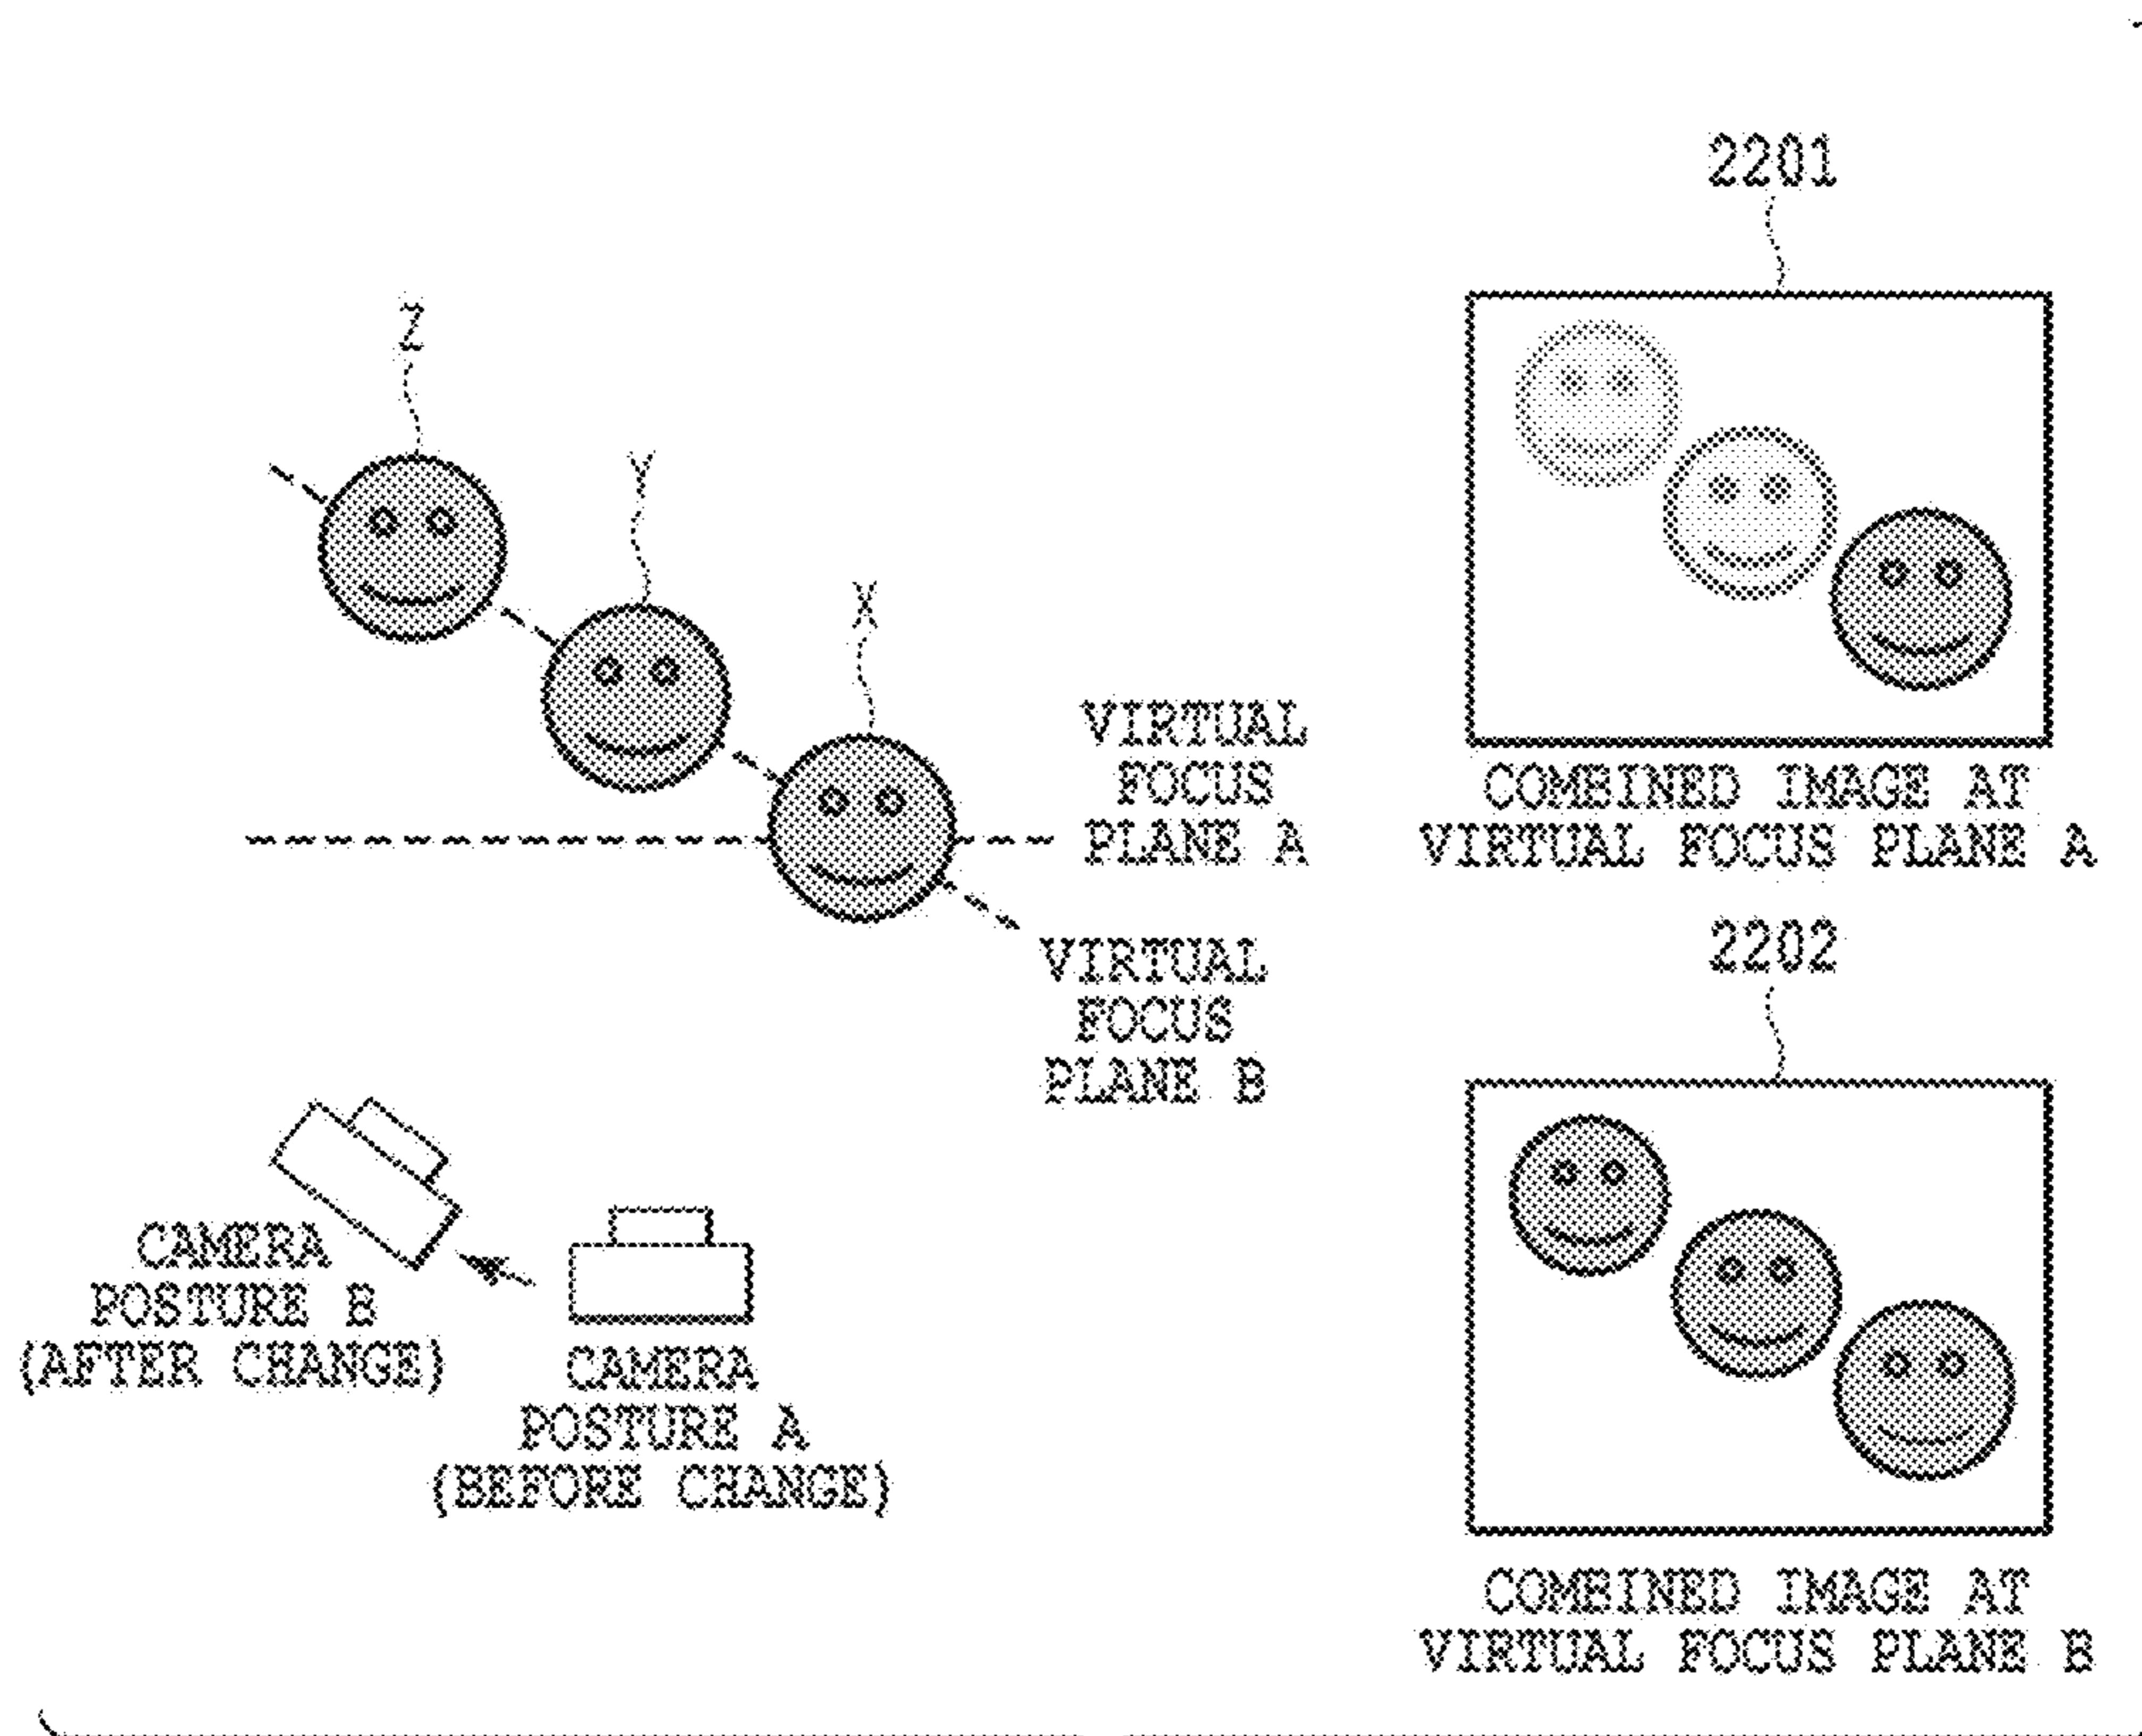 2201
Z
Y
X
VIRTUAL
FOCUS
PLANE A
COMBINED IMAGE AT
VIRTUAL FOCUS PLANE A
VIRTUAL
FOCUS
PLANE B
2202
CAMERA
POSTURE B
(AFTER CHANGE)
CAMERA
POSTURE A
(BEFORE CHANGE)
COMBINED IMAGE AT
VIRTUAL FOCUS PLANE B